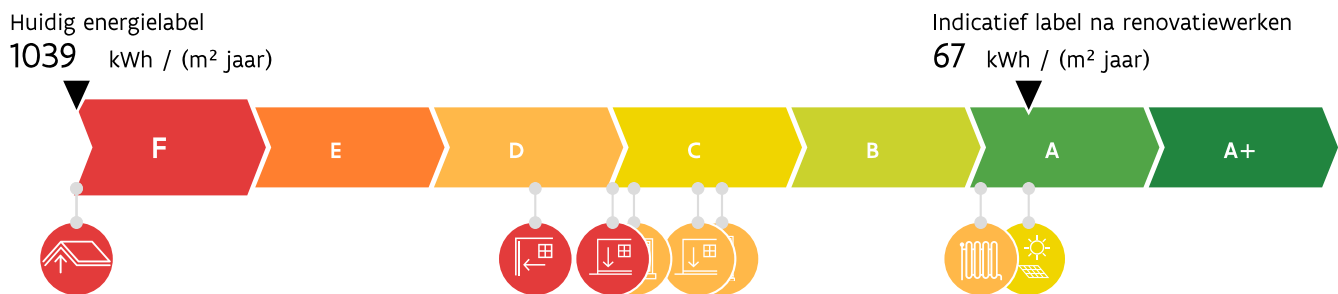 Huidig energielabel
1039 kWh / (m² jaar)
Indicatief label na renovatiewerken
67 kWh / (m² jaar)
F E D C B A A+